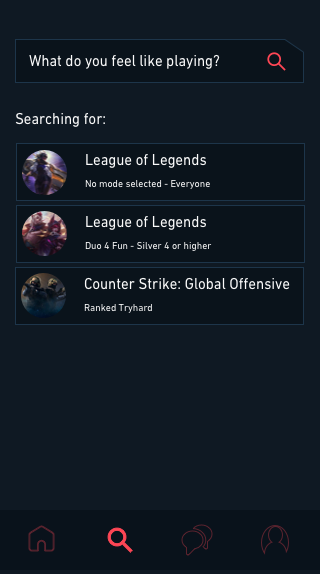 What do you feel like playing?
Searching for:
League of Legends
No mode selected - Everyone
League of Legends
Duo 4 Fun - Silver 4 or higher
Counter Strike: Global Offensive
Ranked Tryhard